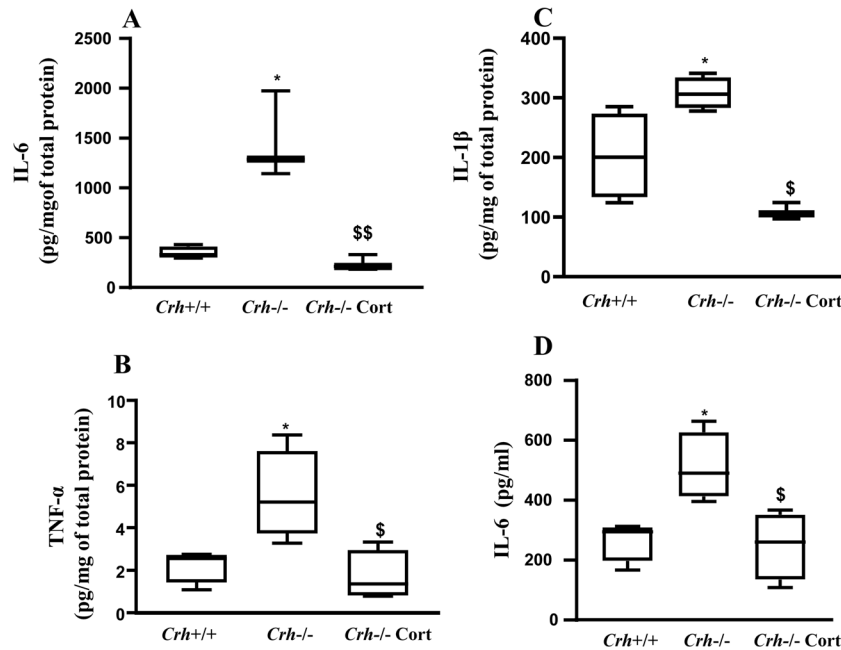 A
IL-6
(pg/mgof total protein)
2500
2000
1500
1000
500
0
*
$$
Crh+/+ Crh-/- Crh-/- Cort
C
IL-1β
(pg/mg of total protein)
400
300
200
100
0
*
$
Crh+/+ Crh-/- Crh-/- Cort
B
TNF-α
(pg/mg of total protein)
10
8
6
4
2
0
*
$
Crh+/+ Crh-/- Crh-/- Cort
D
IL-6 (pg/ml)
800
600
400
200
0
*
$
Crh+/+ Crh-/- Crh-/- Cort